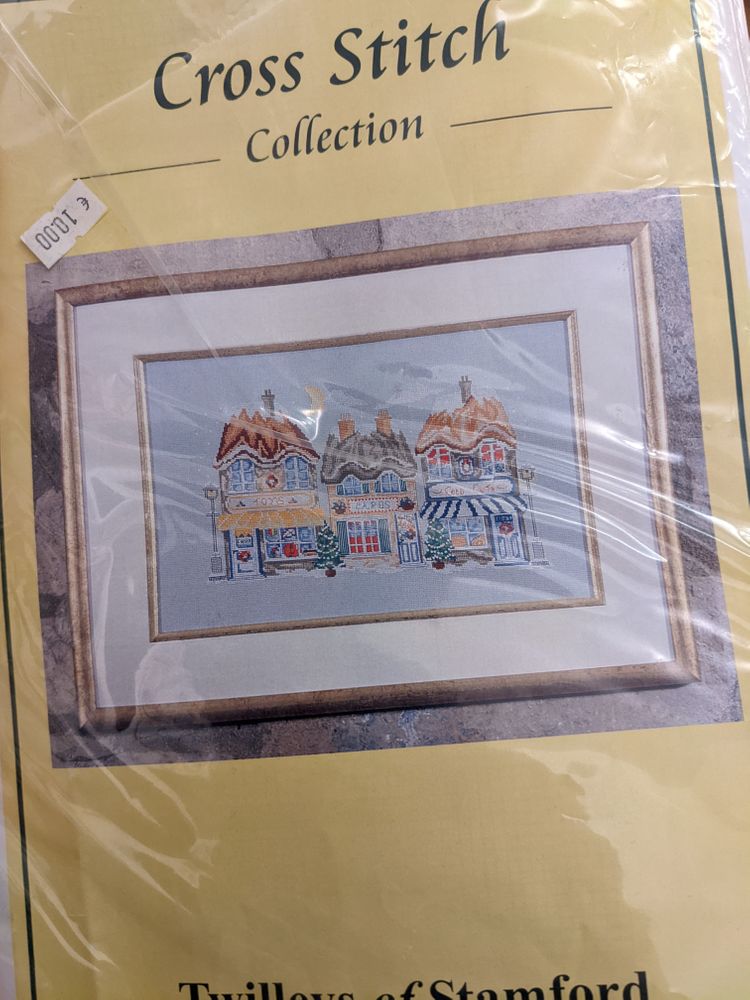 Cross Stitch
Collection
€ 10.00
TOYS
Twilleys of Stamford